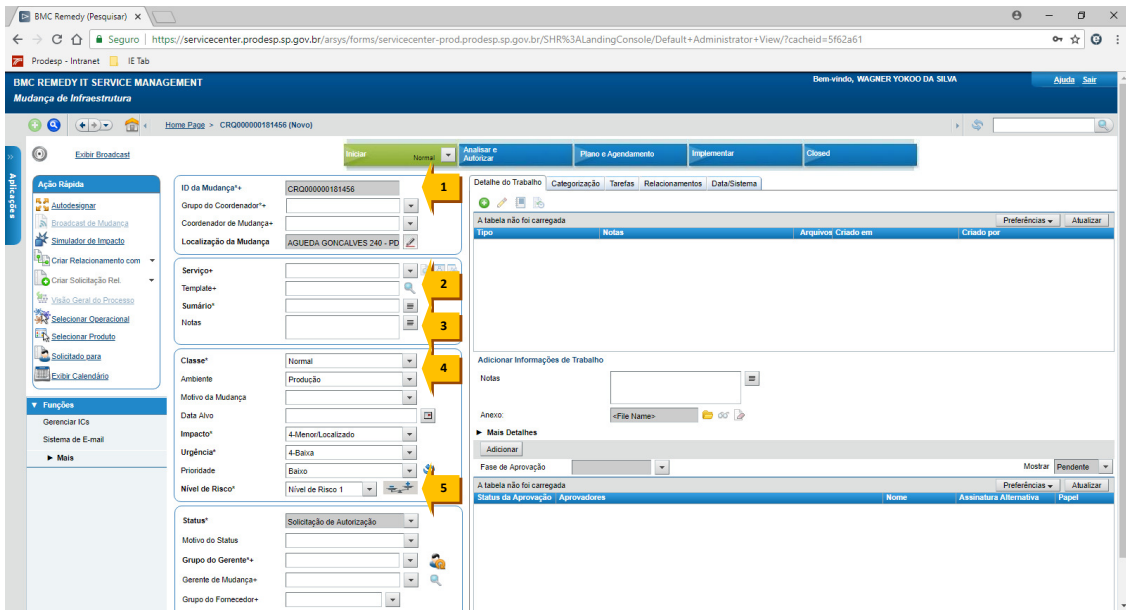 BMC Remedy (Pesquisar)
Seguro | https://servicecenter.prodesp.sp.gov.br/arsys/forms/servicecenter-prod.prodesp.sp.gov.br/SHR%3ALandingConsole/Default+Administrator+View/?cacheid=5f62a61
Prodesp - Intranet IE Tab
BMC REMEDY IT SERVICE MANAGEMENT Bem-vindo, WAGNER YOKOO DA SILVA Ajuda Sair
Mudança de Infraestrutura
Home Page > CRQ000000181456 (Novo)
Exibir Broadcast
Iniciar Normal
Analisar e Autorizar
Plano e Agendamento
Implementar
Closed
Aplicações
Ação Rápida
Autodesignar
Broadcast de Mudança
Simulador de Impacto
Criar Relacionamento com
Criar Solicitação Rel.
Visão Geral do Processo
Selecionar Operacional
Selecionar Produto
Solicitado para
Exibir Calendário
Funções
Gerenciar ICs
Sistema de E-mail
Mais
ID da Mudança*+ CRQ000000181456 1
Grupo do Coordenador*+
Coordenador de Mudança+
Localização da Mudança AGUEDA GONCALVES 240 - PD
Serviço+
Template+ 2
Sumário*
Notas 3
Classe* Normal 4
Ambiente Produção
Motivo da Mudança
Data Alvo
Impacto* 4-Menor/Localizado
Urgência* 4-Baixa
Prioridade Baixo
Nível de Risco* Nível de Risco 1 5
Status* Solicitação de Autorização
Motivo do Status
Grupo do Gerente*+
Gerente de Mudança+
Grupo do Fornecedor+
Detalhe do Trabalho Categorização Tarefas Relacionamentos Data/Sistema
A tabela não foi carregada Preferências Atualizar
Tipo Notas Arquivos Criado em Criado por
Adicionar Informações de Trabalho
Notas
Anexo: <File Name>
Mais Detalhes
Adicionar
Fase de Aprovação Mostrar Pendente
A tabela não foi carregada Preferências Atualizar
Status da Aprovação Aprovadores Nome Assinatura Alternativa Papel